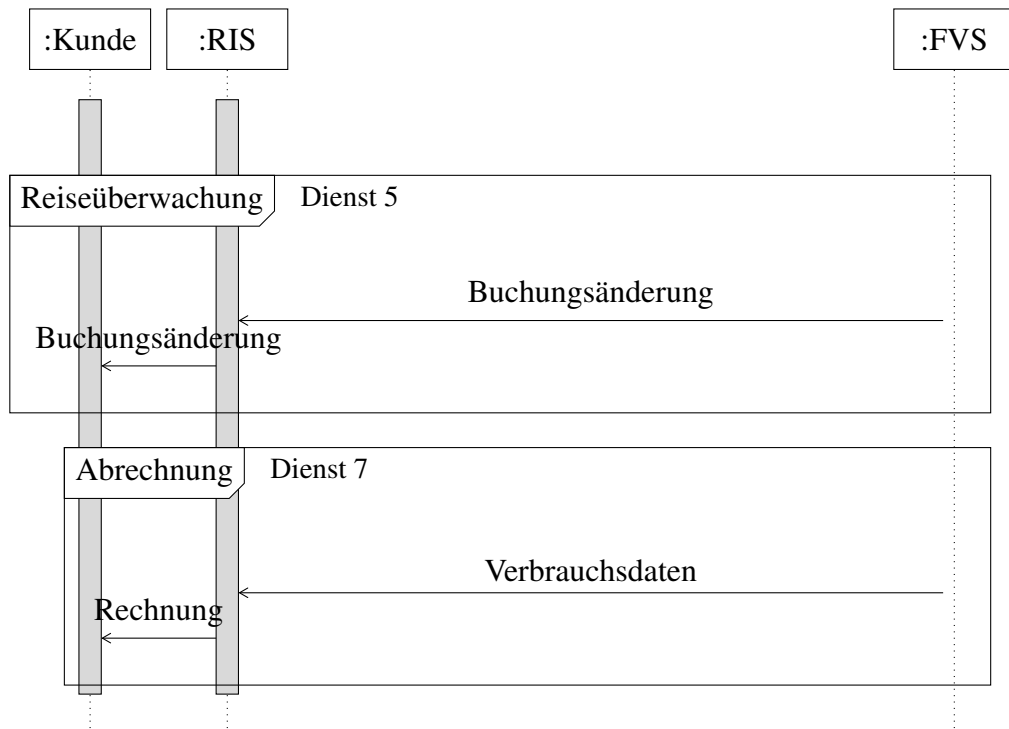 :Kunde
:RIS
:FVS
Reiseüberwachung
Dienst 5
Buchungsänderung
Buchungsänderung
Abrechnung
Dienst 7
Verbrauchsdaten
Rechnung